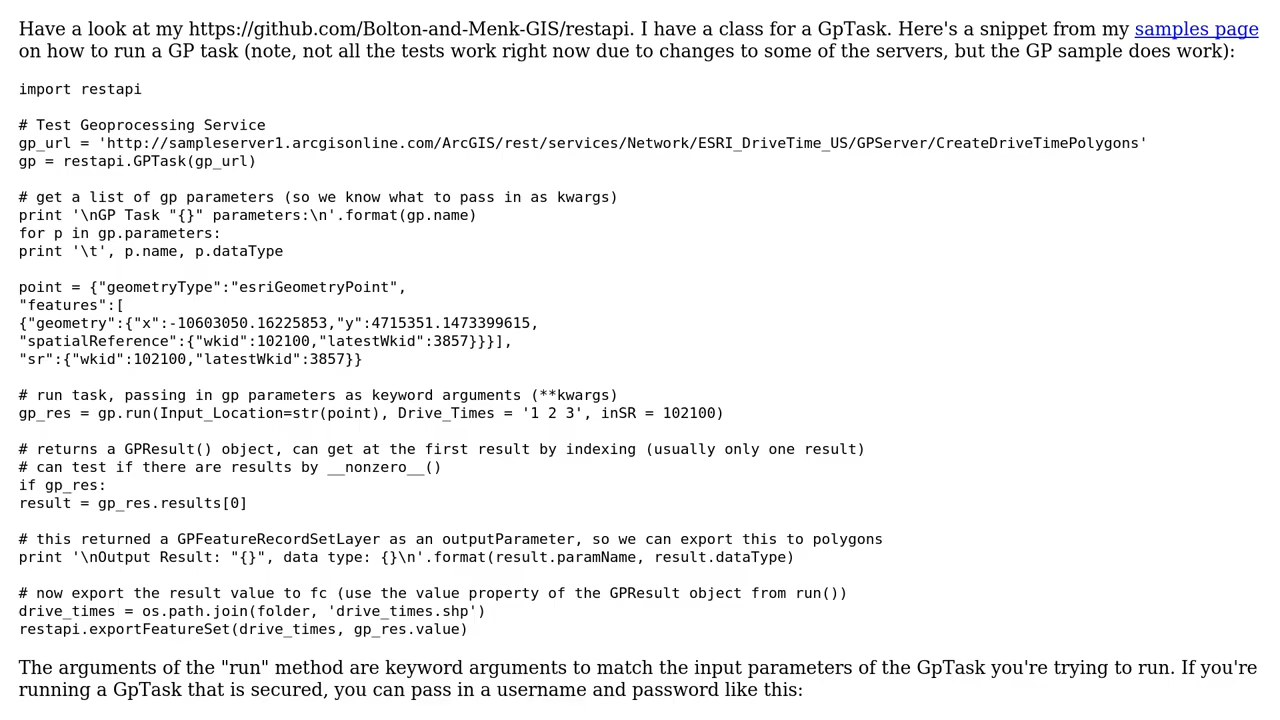 Have a look at my https://github.com/Bolton-and-Menk-GIS/restapi. I have a class for a GpTask. Here's a snippet from my samples page
on how to run a GP task (note, not all the tests work right now due to changes to some of the servers, but the GP sample does work):
import restapi
# Test Geoprocessing Service
gp_url = 'http://sampleserver1.arcgisonline.com/ArcGIS/rest/services/Network/ESRI_DriveTime_US/GPServer/CreateDriveTimePolygons'
gp = restapi.GPTask(gp_url)
# get a list of gp parameters (so we know what to pass in as kwargs)
print '\nGP Task "{}" parameters:\n'.format(gp.name)
for p in gp.parameters:
print '\t', p.name, p.dataType
point = {"geometryType":"esriGeometryPoint",
"features":[
{"geometry":{"x":-10603050.16225853,"y":4715351.1473399615,
"spatialReference":{"wkid":102100,"latestWkid":3857}}}],
"sr":{"wkid":102100,"latestWkid":3857}}
# run task, passing in gp parameters as keyword arguments (**kwargs)
gp_res = gp.run(Input_Location=str(point), Drive_Times = '1 2 3', inSR = 102100)
# returns a GPResult() object, can get at the first result by indexing (usually only one result)
# can test if there are results by __nonzero__()
if gp_res:
result = gp_res.results[0]
# this returned a GPFeatureRecordSetLayer as an outputParameter, so we can export this to polygons
print '\nOutput Result: "{}", data type: {}\n'.format(result.paramName, result.dataType)
# now export the result value to fc (use the value property of the GPResult object from run())
drive_times = os.path.join(folder, 'drive_times.shp')
restapi.exportFeatureSet(drive_times, gp_res.value)
The arguments of the "run" method are keyword arguments to match the input parameters of the GpTask you're trying to run. If you're
running a GpTask that is secured, you can pass in a username and password like this: